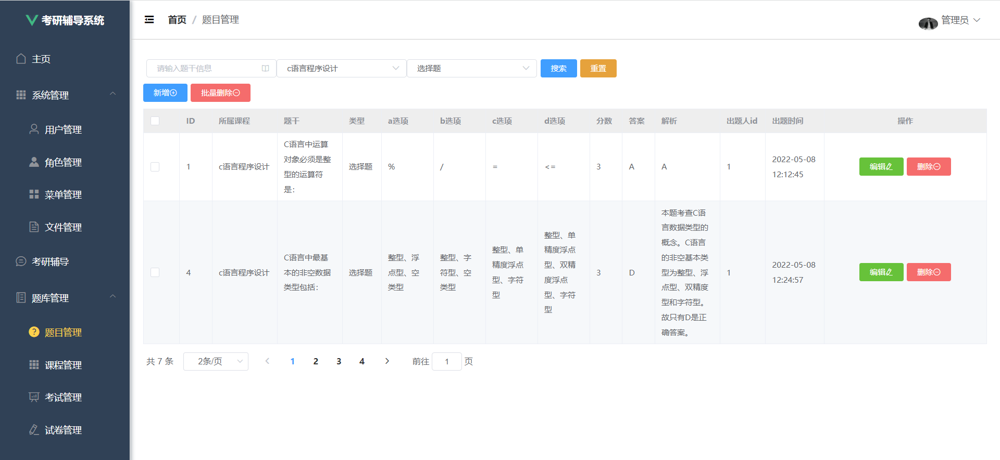 考研辅导系统
主页
系统管理
用户管理
角色管理
菜单管理
文件管理
考研辅导
题库管理
题目管理
课程管理
考试管理
试卷管理
首页 / 题目管理
管理员
请输入题干信息
c语言程序设计
选择题
搜索
重置
新增
批量删除
ID 所属课程 题干 类型 a选项 b选项 c选项 d选项 分数 答案 解析 出题人id 出题时间 操作
1
c语言程序设计
C语言中运算
对象必须是整
型的运算符
是:
选择题
%
/
=
<=
3
A
A
1
2022-05-08
12:12:45
编辑
删除
4
c语言程序设计
C语言中最基
本的非空数据
类型包括:
选择题
整型、浮
点型、空
类型
整型、字
符型、空
类型
整型、单
精度浮点
型、字符
型
整型、单
精度浮点
型、双精
度浮点
型、字符
型
3
D
本题考查C语
言数据类型的
概念。C语言
的非空基本类
型为整型、浮
点型、双精度
型和字符型。
故只有D是正
确答案。
1
2022-05-08
12:24:57
编辑
删除
共 7 条
2条/页
1 2 3 4
前往 1 页